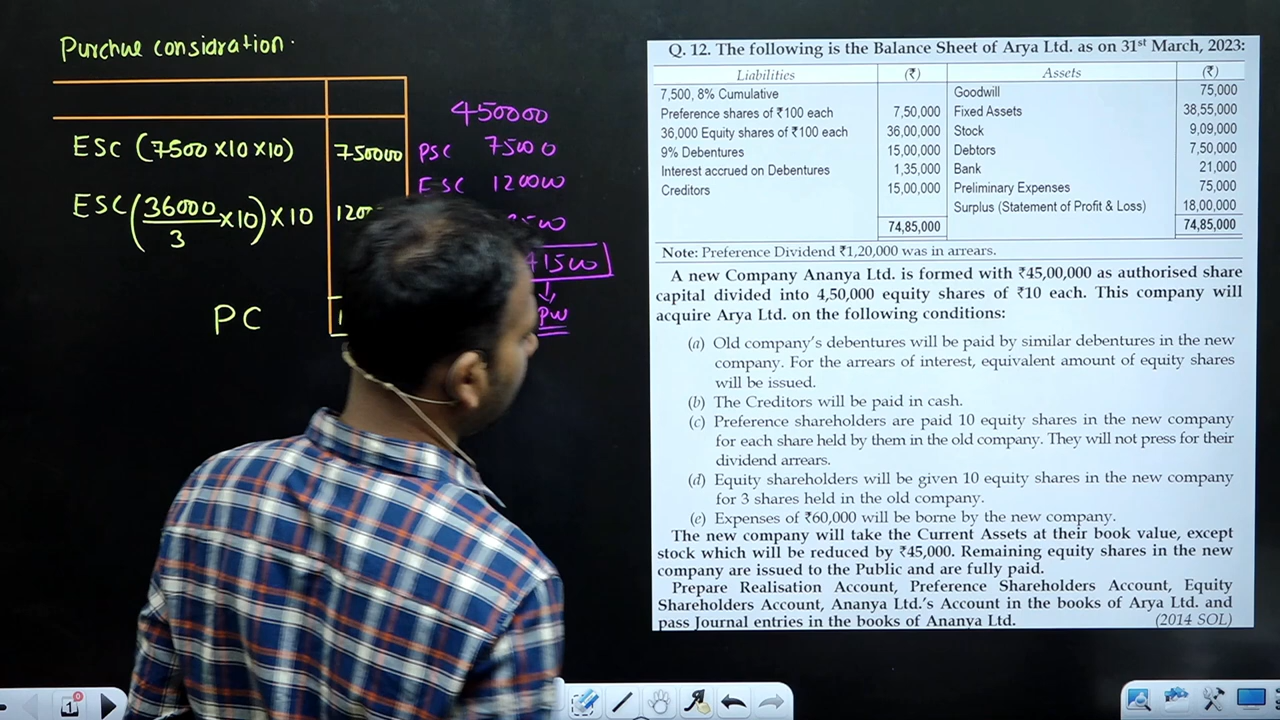 Purchue considration.
ESC (7500 × 10 × 10) 750000
ESC (36000/3 × 10) × 10
PC
450000
PSC 75000
ESC 120000
Q. 12. The following is the Balance Sheet of Arya Ltd. as on 31st March, 2023:
Liabilities (₹) Assets (₹)
7,500, 8% Cumulative Goodwill 75,000
Preference shares of ₹100 each 7,50,000 Fixed Assets 38,55,000
36,000 Equity shares of ₹100 each 36,00,000 Stock 9,09,000
9% Debentures 15,00,000 Debtors 7,50,000
Interest accrued on Debentures 1,35,000 Bank 21,000
Creditors 15,00,000 Preliminary Expenses 75,000
Surplus (Statement of Profit & Loss) 18,00,000
74,85,000 74,85,000
Note: Preference Dividend ₹1,20,000 was in arrears.
A new Company Ananya Ltd. is formed with ₹45,00,000 as authorised share
capital divided into 4,50,000 equity shares of ₹10 each. This company will
acquire Arya Ltd. on the following conditions:
(a) Old company's debentures will be paid by similar debentures in the new
company. For the arrears of interest, equivalent amount of equity shares
will be issued.
(b) The Creditors will be paid in cash.
(c) Preference shareholders are paid 10 equity shares in the new company
for each share held by them in the old company. They will not press for their
dividend arrears.
(d) Equity shareholders will be given 10 equity shares in the new company
for 3 shares held in the old company.
(e) Expenses of ₹60,000 will be borne by the new company.
The new company will take the Current Assets at their book value, except
stock which will be reduced by ₹45,000. Remaining equity shares in the new
company are issued to the Public and are fully paid.
Prepare Realisation Account, Preference Shareholders Account, Equity
Shareholders Account, Ananya Ltd.'s Account in the books of Arya Ltd. and
pass Journal entries in the books of Ananya Ltd. (2014 SOL)